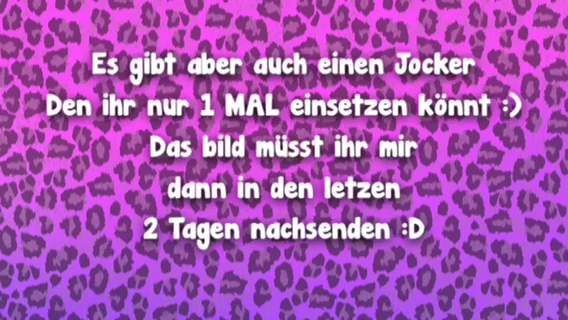 Es gibt aber auch einen Jocker
Den ihr nur 1 MAL einsetzen könnt :)
Das bild müsst ihr mir
dann in den letzen
2 Tagen nachsenden :D